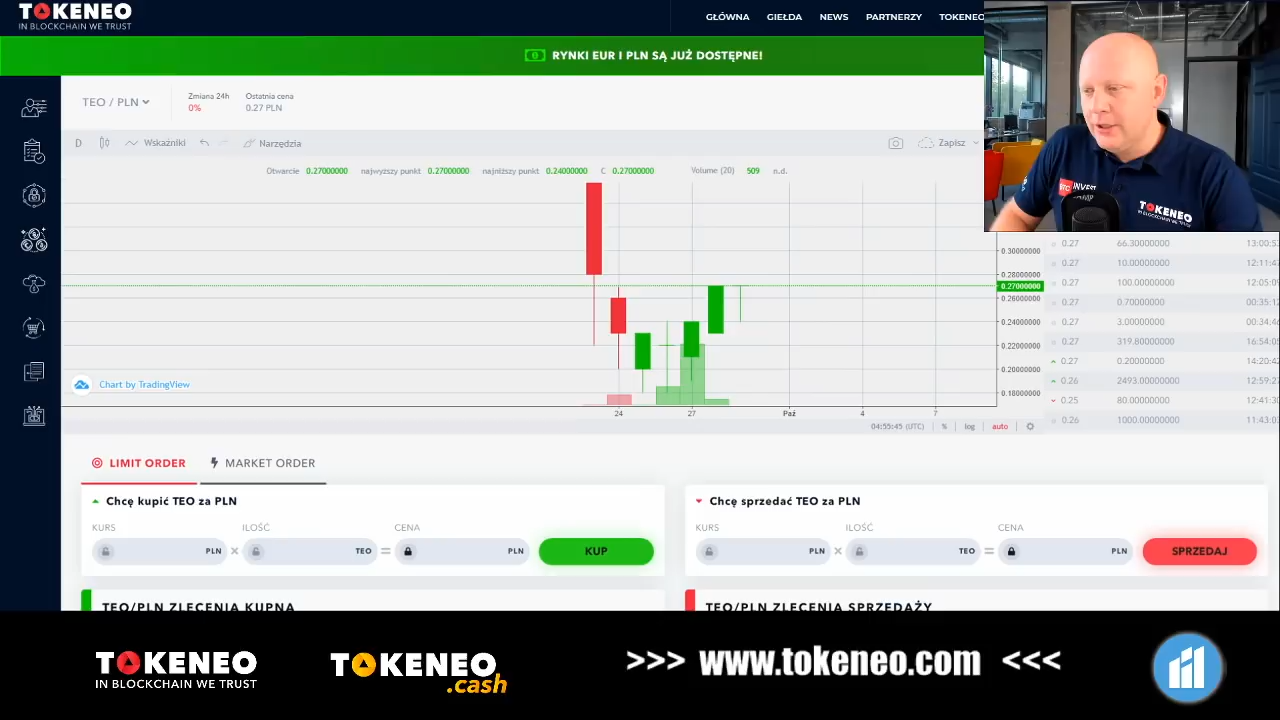 TOKENEO
IN BLOCKCHAIN WE TRUST
GŁÓWNA GIEŁDA NEWS PARTNERZY TOKENEO
RYNKI EUR I PLN SĄ JUŻ DOSTĘPNE!
TEO / PLN
Zmiana 24h
0%
Ostatnia cena
0.27 PLN
D Wskaźniki Narzędzia Zapisz
Otwarcie 0.27000000 najwyższy punkt 0.27000000 najniższy punkt 0.24000000 C 0.27000000 Volume (20) 509 n.d.
0.30000000
0.28000000
0.27000000
0.26000000
0.24000000
0.22000000
0.20000000
0.18000000
Chart by TradingView
24 27 Paź 4 7
04:55:45 (UTC) % log auto
TOKENEO
IN BLOCKCHAIN WE TRUST
0.27 66.30000000 13:00:5
0.27 10.00000000 12:11:4
0.27 100.00000000 12:05:0
0.27 0.70000000 00:35:1
0.27 3.00000000 00:34:4
0.27 319.80000000 16:54:0
0.27 0.20000000 14:20:4
0.26 2493.00000000 12:59:2
0.25 80.00000000 12:41:3
0.26 1000.00000000 11:43:0
LIMIT ORDER MARKET ORDER
Chcę kupić TEO za PLN
KURS ILOŚĆ CENA
PLN × TEO = PLN KUP
Chcę sprzedać TEO za PLN
KURS ILOŚĆ CENA
PLN × TEO = PLN SPRZEDAJ
TEO/PLN ZLECENIA KUPNA
TEO/PLN ZLECENIA SPRZEDAŻY
TOKENEO
IN BLOCKCHAIN WE TRUST
TOKENEO
.cash
>>> www.tokeneo.com <<<